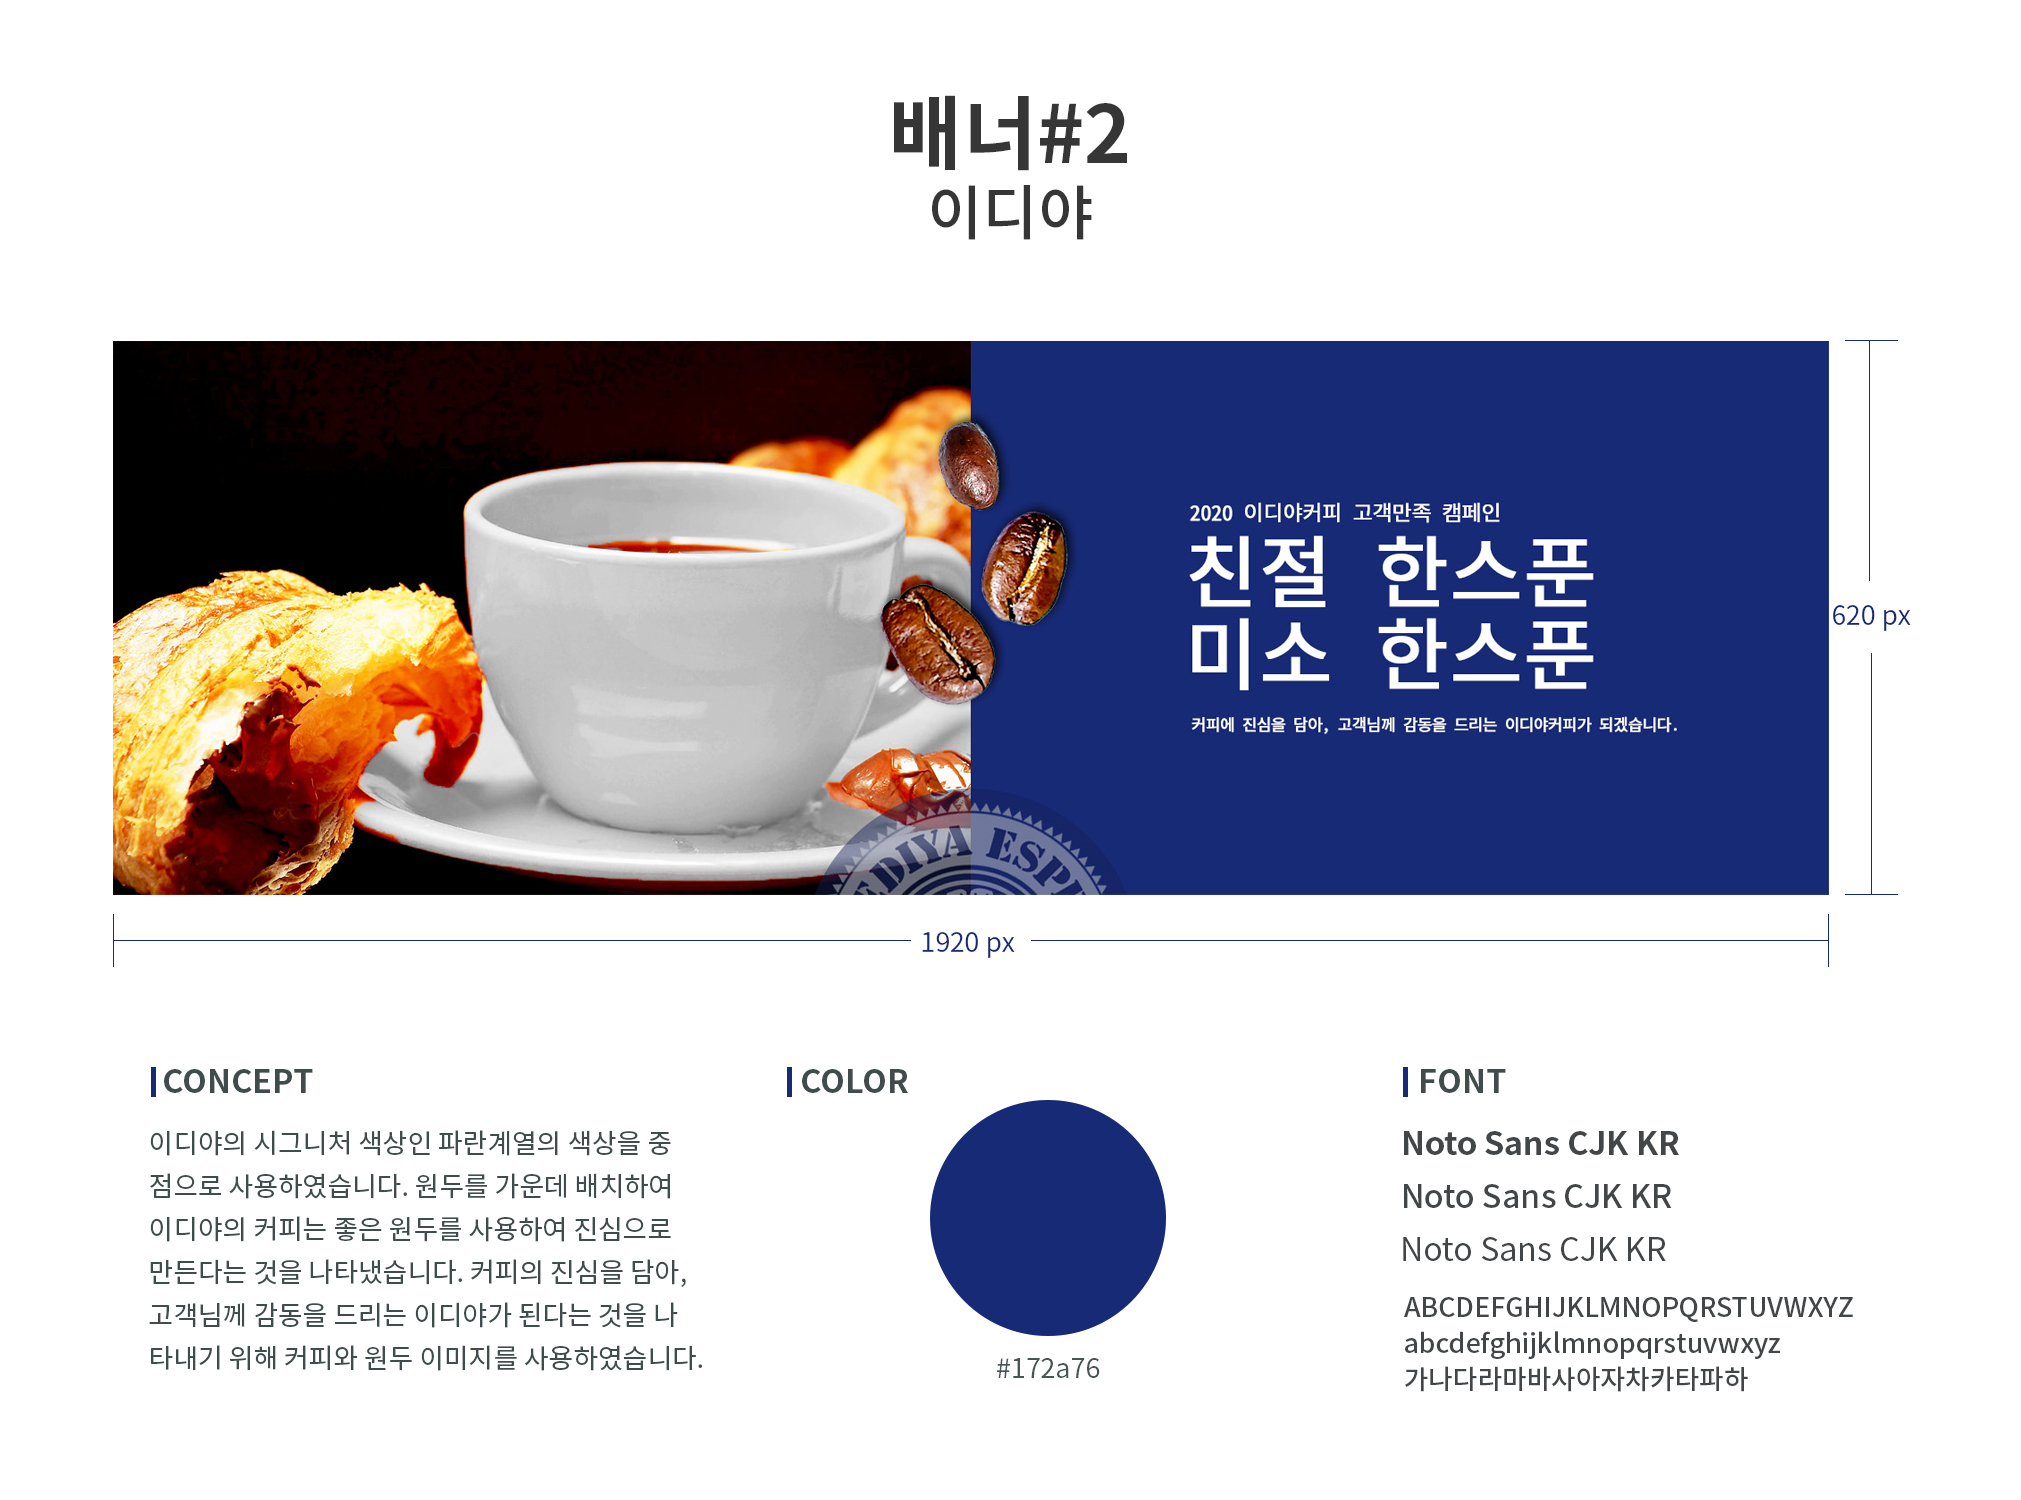 배너#2
이디야
2020 이디야커피 고객만족 캠페인
친절 한스푼
미소 한스푼
커피에 진심을 담아, 고객님께 감동을 드리는 이디야커피가 되겠습니다.
EDIYA ESP
620 px
1920 px
CONCEPT
이디야의 시그니처 색상인 파란계열의 색상을 중
점으로 사용하였습니다. 원두를 가운데 배치하여
이디야의 커피는 좋은 원두를 사용하여 진심으로
만든다는 것을 나타냈습니다. 커피의 진심을 담아,
고객님께 감동을 드리는 이디야가 된다는 것을 나
타내기 위해 커피와 원두 이미지를 사용하였습니다.
COLOR
#172a76
FONT
Noto Sans CJK KR
Noto Sans CJK KR
Noto Sans CJK KR
ABCDEFGHIJKLMNOPQRSTUVWXYZ
abcdefghijklmnopqrstuvwxyz
가나다라마바사아자차카타파하